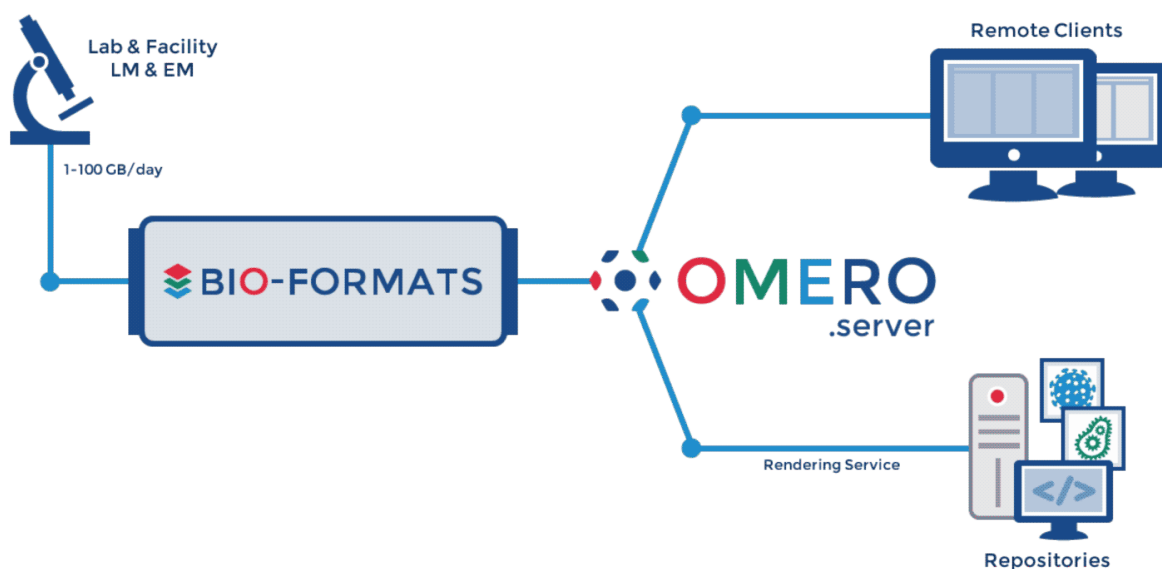 Lab & Facility
LM & EM
1-100 GB/day
BIO-FORMATS
OMERO
.server
Remote Clients
Rendering Service
</>
Repositories